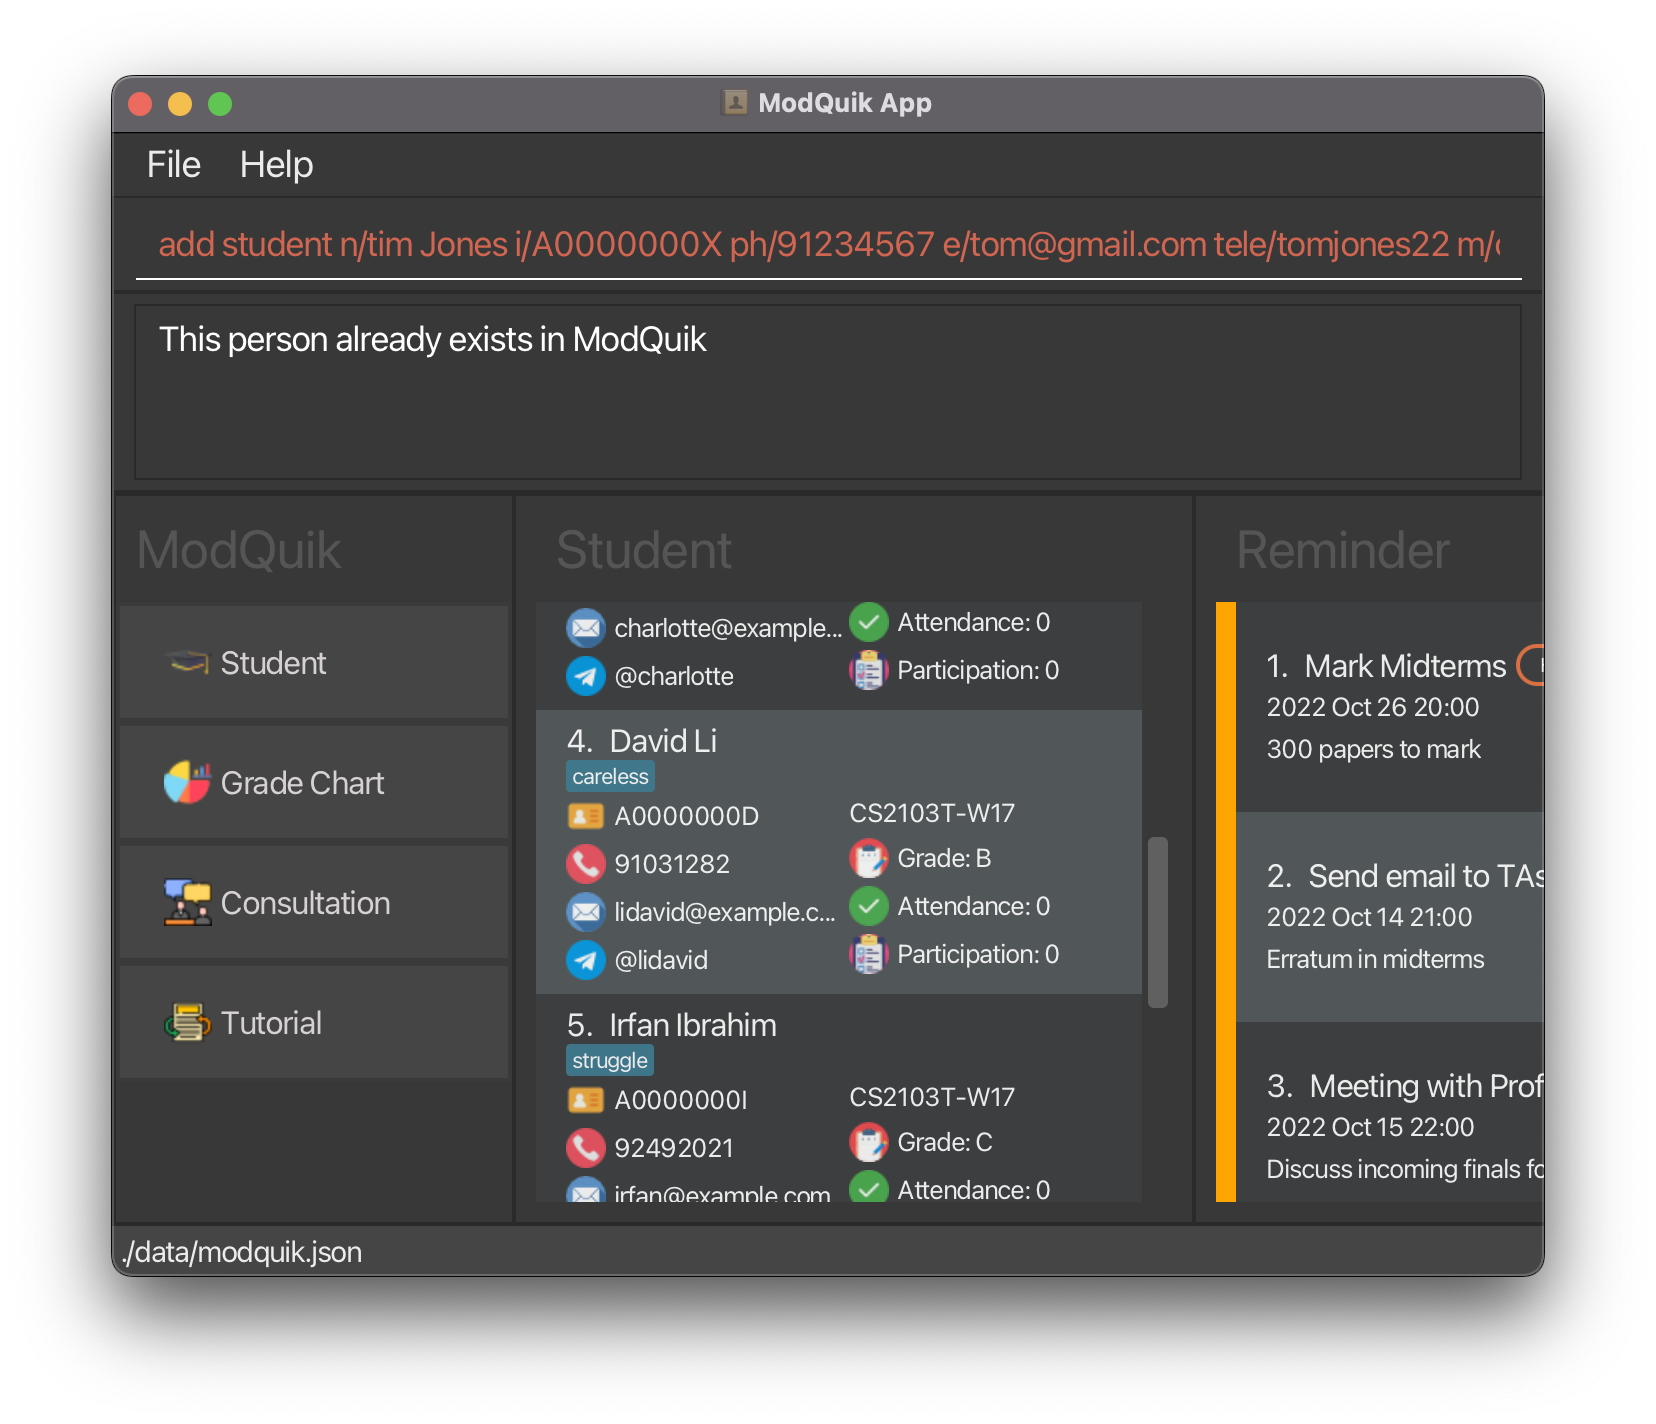 ModQuik App
File Help
add student n/tim Jones i/A0000000X ph/91234567 e/tom@gmail.com tele/tomjones22 m/
This person already exists in ModQuik
ModQuik
Student
Grade Chart
Consultation
Tutorial
Student
charlotte@example...
Attendance: 0
@charlotte
Participation: 0
4. David Li
careless
A0000000D
CS2103T-W17
91031282
Grade: B
lidavid@example.c...
Attendance: 0
@lidavid
Participation: 0
5. Irfan Ibrahim
struggle
A0000000I
CS2103T-W17
92492021
Grade: C
irfan@example.com
Attendance: 0
Reminder
1. Mark Midterms
2022 Oct 26 20:00
300 papers to mark
2. Send email to TAs
2022 Oct 14 21:00
Erratum in midterms
3. Meeting with Prof
2022 Oct 15 22:00
Discuss incoming finals
./data/modquik.json